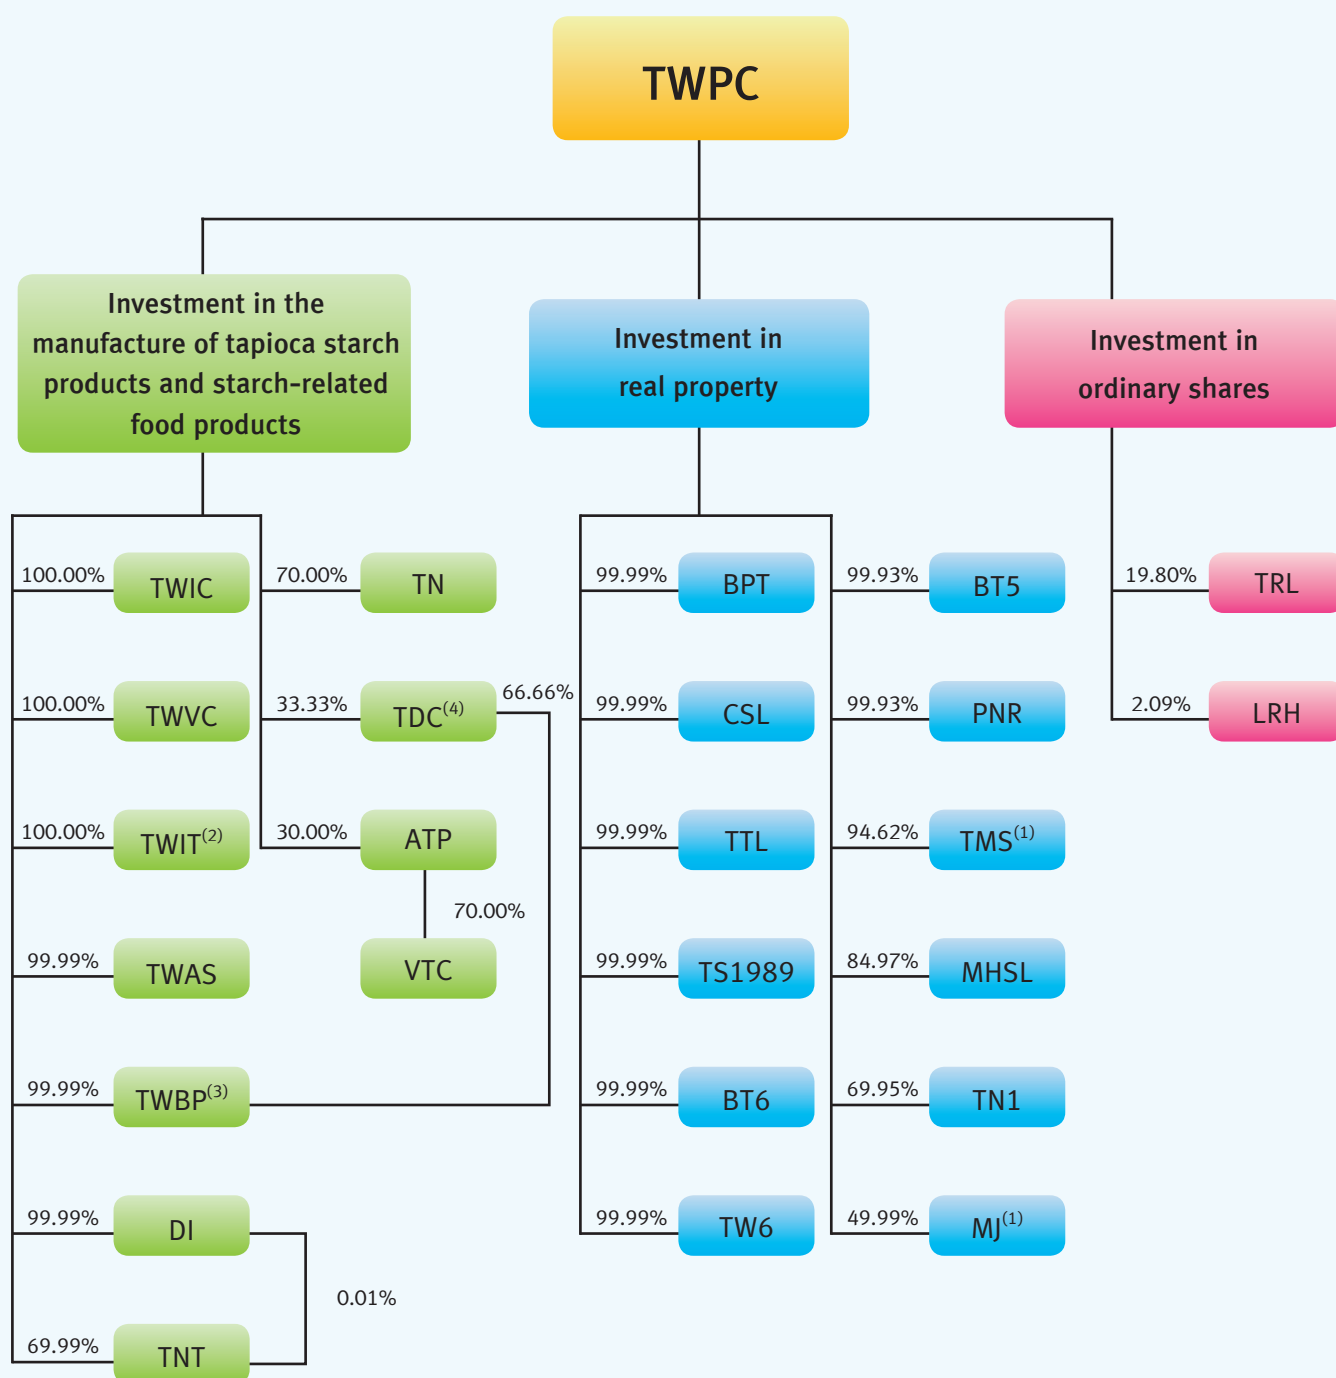 TWPC
Investment in the
manufacture of tapioca starch
products and starch-related
food products
Investment in
real property
Investment in
ordinary shares
100.00%
TWIC
70.00%
TN
99.99%
BPT
99.93%
BT5
19.80%
TRL
100.00%
TWVC
33.33%
TDC(4)
66.66%
99.99%
CSL
99.93%
PNR
2.09%
LRH
100.00%
TWIT(2)
30.00%
ATP
99.99%
TTL
94.62%
TMS(1)
70.00%
99.99%
TWAS
VTC
99.99%
TS1989
84.97%
MHSL
99.99%
TWBP(3)
99.99%
BT6
69.95%
TN1
99.99%
DI
99.99%
TW6
49.99%
MJ(1)
0.01%
69.99%
TNT